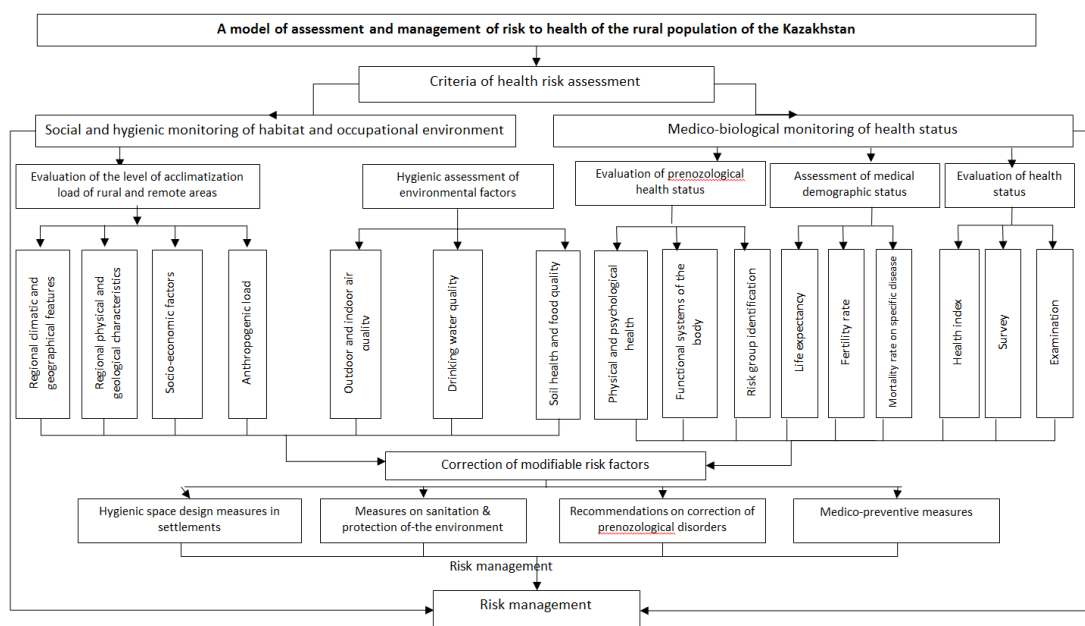 A model of assessment and management of risk to health of the rural population of the Kazakhstan
Criteria of health risk assessment
Social and hygienic monitoring of habitat and occupational environment
Medico-biological monitoring of health status
Evaluation of the level of acclimatization
load of rural and remote areas
Hygienic assessment of
environmental factors
Evaluation of prenozological
health status
Assessment of medical
demographic status
Evaluation of health
status
Regional climatic and
geographical features
Regional physical and
geological characteristics
Socio-economic factors
Anthropogenic load
Outdoor and indoor air
quality
Drinking water quality
Soil health and food quality
Physical and psychological
health
Functional systems of the
body
Risk group identification
Life expectancy
Fertility rate
Mortality rate on specific disease
Health index
Survey
Examination
Correction of modifiable risk factors
Hygienic space design measures in
settlements
Measures on sanitation &
protection of-the environment
Recommendations on correction of
prenozological disorders
Medico-preventive measures
Risk management
Risk management